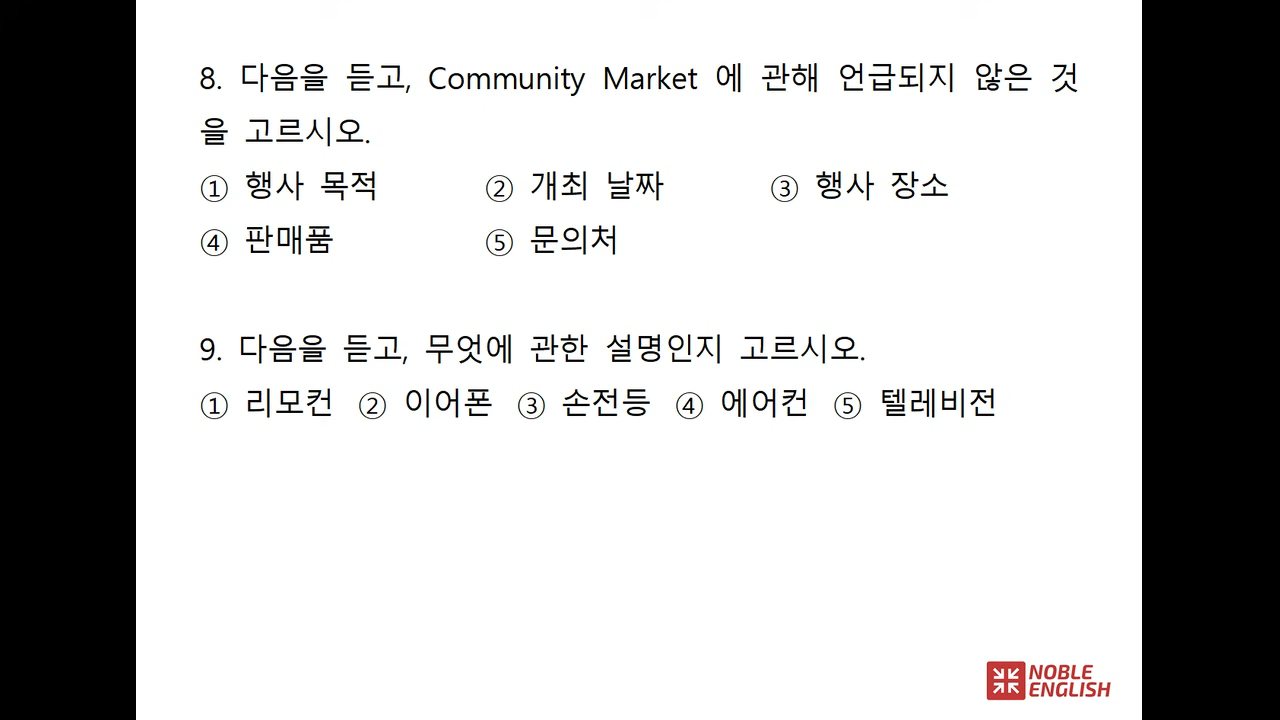 8. 다음을 듣고, Community Market 에 관해 언급되지 않은 것
을 고르시오.
① 행사 목적 ② 개최 날짜 ③ 행사 장소
④ 판매품 ⑤ 문의처
9. 다음을 듣고, 무엇에 관한 설명인지 고르시오.
① 리모컨 ② 이어폰 ③ 손전등 ④ 에어컨 ⑤ 텔레비전
NOBLE
ENGLISH